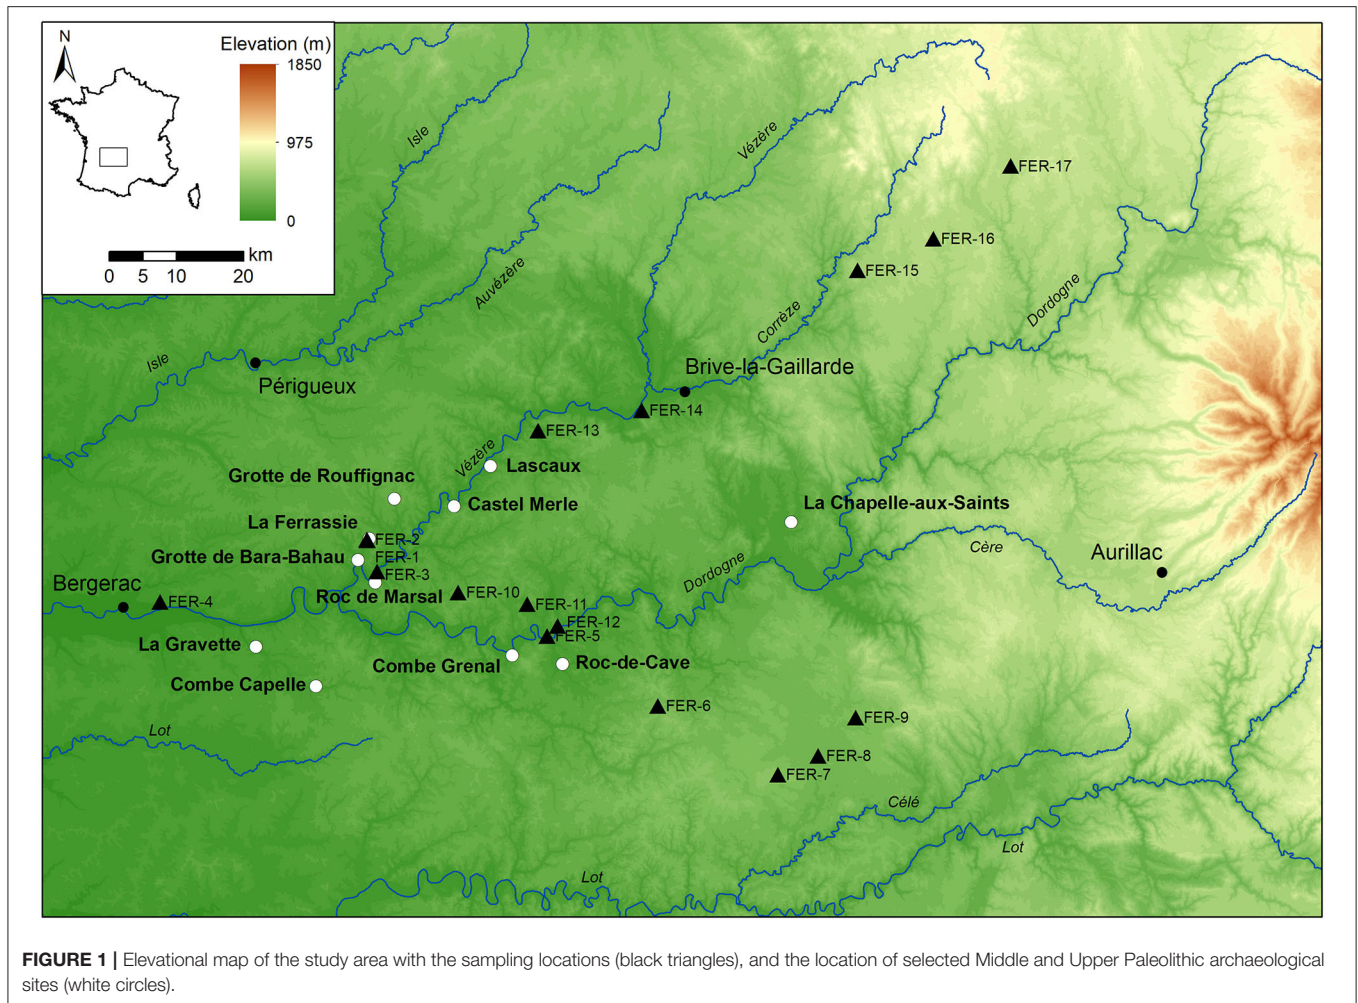 N
Elevation (m)
1850
975
0
km
0 5 10 20
Isle
Vézère
FER-17
FER-16
FER-15
Auvézère
Dordogne
Corrèze
Isle
Périgueux
Brive-la-Gaillarde
FER-14
FER-13
Vézère
Lascaux
Grotte de Rouffignac
Castel Merle
La Chapelle-aux-Saints
La Ferrassie
FER-2
Grotte de Bara-Bahau
FER-1
FER-3
Cère
Aurillac
Dordogne
Bergerac
FER-4
Roc de Marsal
FER-10
FER-11
FER-12
FER-5
La Gravette
Combe Grenal
Roc-de-Cave
Combe Capelle
FER-6
FER-9
Lot
FER-8
FER-7
Célé
Lot
Lot
FIGURE 1 | Elevational map of the study area with the sampling locations (black triangles), and the location of selected Middle and Upper Paleolithic archaeological
sites (white circles).